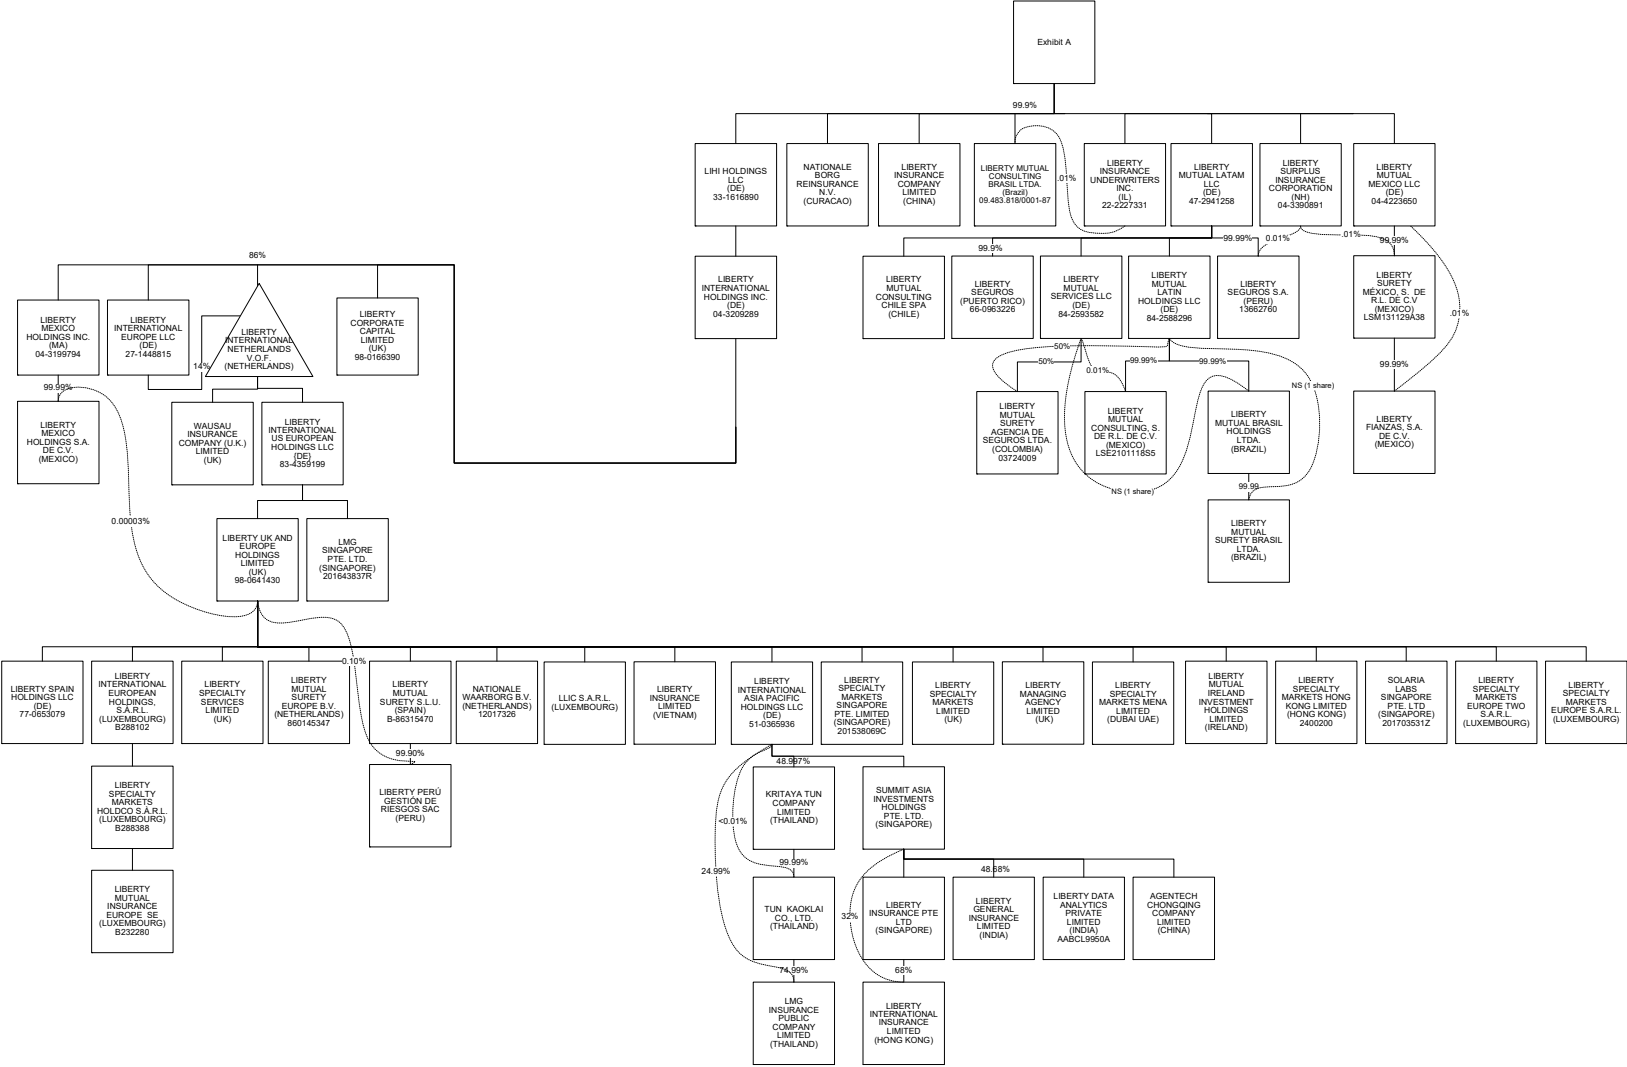 Exhibit A
99.9%
LIHI HOLDINGS
LLC
(DE)
33-1616890
NATIONALE
BORG
REINSURANCE
N.V.
(CURACAO)
LIBERTY
INSURANCE
COMPANY
LIMITED
(CHINA)
LIBERTY MUTUAL
CONSULTING
BRASIL LTDA.
(Brazil)
09.483.818/0001-87
.01%
LIBERTY
INSURANCE
UNDERWRITERS
INC.
(IL)
22-2227331
LIBERTY
MUTUAL LATAM
LLC
(DE)
47-2941258
LIBERTY
SURPLUS
INSURANCE
CORPORATION
(NH)
04-3390891
LIBERTY
MUTUAL
MEXICO LLC
(DE)
04-4223650
99.9%
99.99%
0.01%
.01%
99.99%
86%
LIBERTY
INTERNATIONAL
HOLDINGS INC.
(DE)
04-3209289
LIBERTY
MUTUAL
CONSULTING
CHILE SPA
(CHILE)
LIBERTY
SEGUROS
(PUERTO RICO)
66-0963226
LIBERTY
MUTUAL
SERVICES LLC
(DE)
84-2593582
LIBERTY
MUTUAL
LATIN
HOLDINGS LLC
(DE)
84-2588296
LIBERTY
SEGUROS S.A.
(PERU)
13662760
LIBERTY
SURETY
MÉXICO, S. DE
R.L. DE C.V
(MEXICO)
LSM131129A38
.01%
LIBERTY
MEXICO
HOLDINGS INC.
(MA)
04-3199794
LIBERTY
INTERNATIONAL
EUROPE LLC
(DE)
27-1448815
14%
LIBERTY
INTERNATIONAL
NETHERLANDS
V.O.F.
(NETHERLANDS)
LIBERTY
CORPORATE
CAPITAL
LIMITED
(UK)
98-0166390
50%
50%
0.01%
99.99%
99.99%
NS (1 share)
99.99%
99.99%
LIBERTY
MEXICO
HOLDINGS S.A.
DE C.V.
(MEXICO)
WAUSAU
INSURANCE
COMPANY (U.K.)
LIMITED
(UK)
LIBERTY
INTERNATIONAL
US EUROPEAN
HOLDINGS LLC
(DE)
83-4359199
LIBERTY
MUTUAL
SURETY
AGENCIA DE
SEGUROS LTDA.
(COLOMBIA)
03724009
LIBERTY
MUTUAL
CONSULTING, S.
DE R.L. DE C.V.
(MEXICO)
LSE2101118S5
LIBERTY
MUTUAL BRASIL
HOLDINGS
LTDA.
(BRAZIL)
LIBERTY
FIANZAS, S.A.
DE C.V.
(MEXICO)
NS (1 share)
99.99
0.00003%
LIBERTY UK AND
EUROPE
HOLDINGS
LIMITED
(UK)
98-0641430
LMG
SINGAPORE
PTE. LTD.
(SINGAPORE)
201643837R
LIBERTY
MUTUAL
SURETY BRASIL
LTDA.
(BRAZIL)
0.10%
LIBERTY SPAIN
HOLDINGS LLC
(DE)
77-0653079
LIBERTY
INTERNATIONAL
EUROPEAN
HOLDINGS,
S.À.R.L.
(LUXEMBOURG)
B288102
LIBERTY
SPECIALTY
SERVICES
LIMITED
(UK)
LIBERTY
MUTUAL
SURETY
EUROPE B.V.
(NETHERLANDS)
860145347
LIBERTY
MUTUAL
SURETY S.L.U.
(SPAIN)
B-86315470
NATIONALE
WAARBORG B.V.
(NETHERLANDS)
12017326
LLIC S.A.R.L.
(LUXEMBOURG)
LIBERTY
INSURANCE
LIMITED
(VIETNAM)
LIBERTY
INTERNATIONAL
ASIA PACIFIC
HOLDINGS LLC
(DE)
51-0365936
LIBERTY
SPECIALTY
MARKETS
SINGAPORE
PTE. LIMITED
(SINGAPORE)
201538069C
LIBERTY
SPECIALTY
MARKETS
LIMITED
(UK)
LIBERTY
MANAGING
AGENCY
LIMITED
(UK)
LIBERTY
SPECIALTY
MARKETS MENA
LIMITED
(DUBAI UAE)
LIBERTY
MUTUAL
IRELAND
INVESTMENT
HOLDINGS
LIMITED
(IRELAND)
LIBERTY
SPECIALTY
MARKETS HONG
KONG LIMITED
(HONG KONG)
2400200
SOLARIA
LABS
SINGAPORE
PTE. LTD
(SINGAPORE)
201703531Z
LIBERTY
SPECIALTY
MARKETS
EUROPE TWO
S.A.R.L.
(LUXEMBOURG)
LIBERTY
SPECIALTY
MARKETS
EUROPE S.A.R.L.
(LUXEMBOURG)
99.90%
48.997%
LIBERTY
SPECIALTY
MARKETS
HOLDCO S.À.R.L.
(LUXEMBOURG)
B288388
LIBERTY PERÚ
GESTIÓN DE
RIESGOS SAC
(PERU)
<0.01%
24.99%
KRITAYA TUN
COMPANY
LIMITED
(THAILAND)
SUMMIT ASIA
INVESTMENTS
HOLDINGS
PTE. LTD.
(SINGAPORE)
99.99%
48.68%
32%
LIBERTY
MUTUAL
INSURANCE
EUROPE SE
(LUXEMBOURG)
B232280
TUN KAOKLAI
CO., LTD.
(THAILAND)
LIBERTY
INSURANCE PTE
LTD
(SINGAPORE)
LIBERTY
GENERAL
INSURANCE
LIMITED
(INDIA)
LIBERTY DATA
ANALYTICS
PRIVATE
LIMITED
(INDIA)
AABCL9950A
AGENTECH
CHONGQING
COMPANY
LIMITED
(CHINA)
74.99%
68%
LMG
INSURANCE
PUBLIC
COMPANY
LIMITED
(THAILAND)
LIBERTY
INTERNATIONAL
INSURANCE
LIMITED
(HONG KONG)